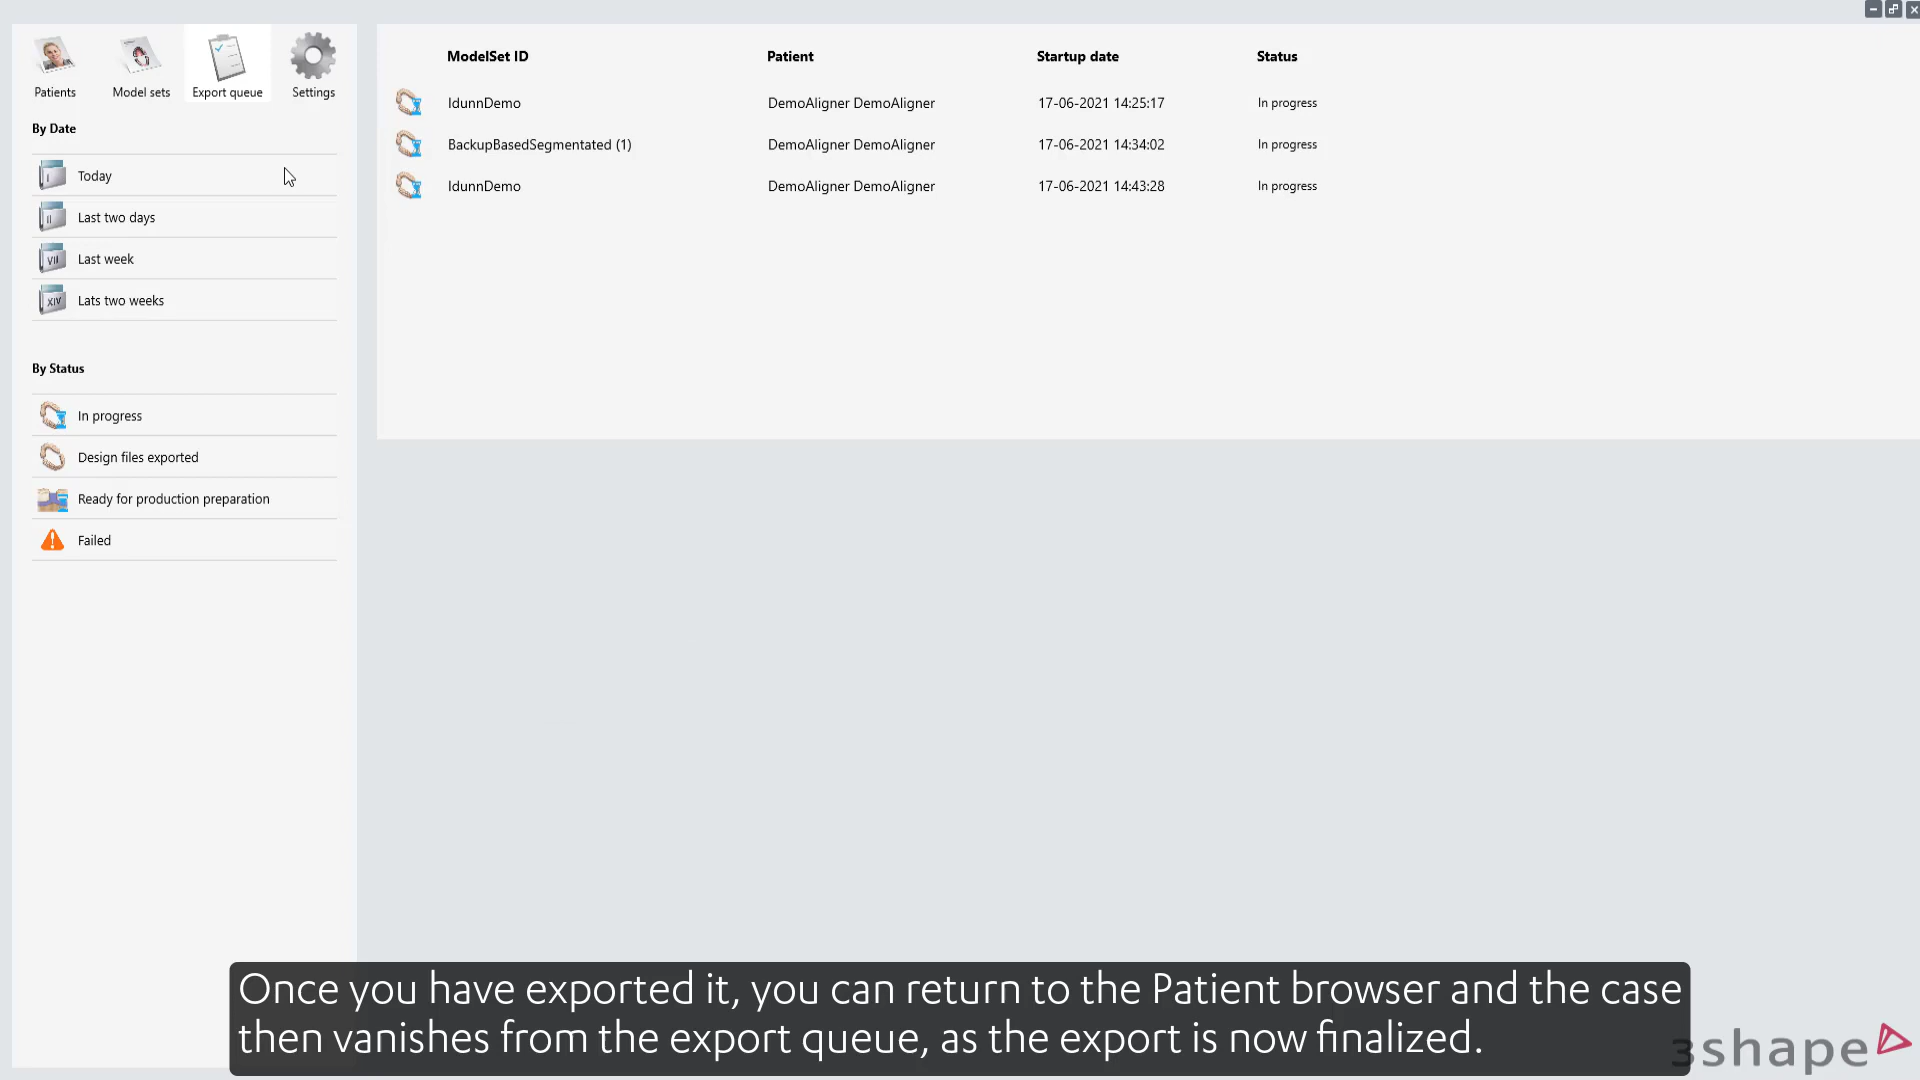 Patients
Model sets
Export queue
Settings
By Date
Today
Last two days
Last week
Lats two weeks
By Status
In progress
Design files exported
Ready for production preparation
Failed
ModelSet ID Patient Startup date Status
IdunnDemo DemoAligner DemoAligner 17-06-2021 14:25:17 In progress
BackupBasedSegmentated (1) DemoAligner DemoAligner 17-06-2021 14:34:02 In progress
IdunnDemo DemoAligner DemoAligner 17-06-2021 14:43:28 In progress
Once you have exported it, you can return to the Patient browser and the case
then vanishes from the export queue, as the export is now finalized.
3shape